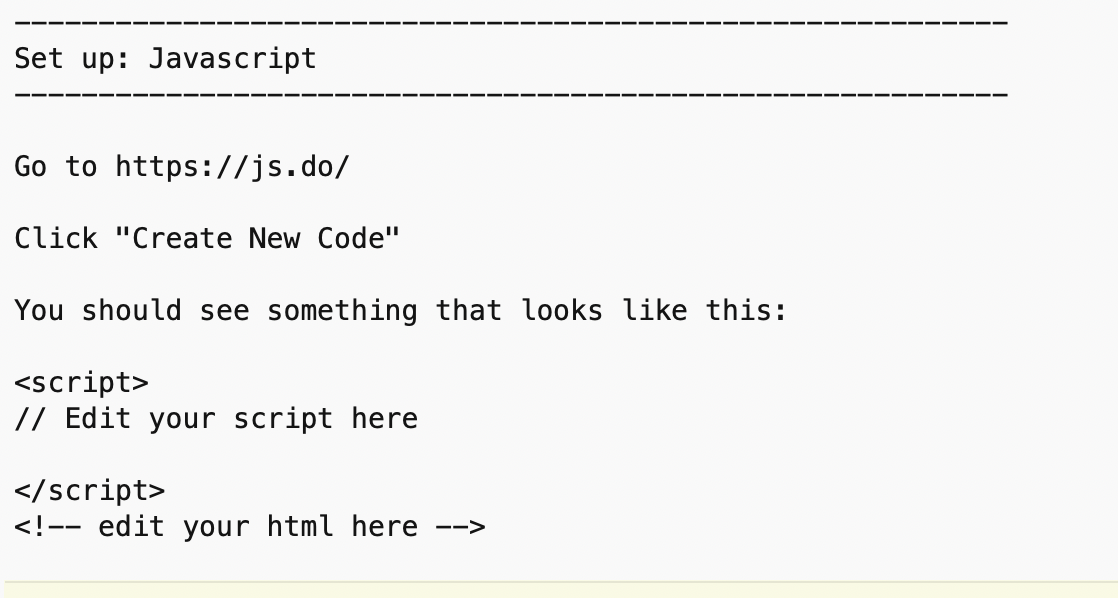 -----------------------------------------------------------
Set up: Javascript
-----------------------------------------------------------
Go to https://js.do/
Click "Create New Code"
You should see something that looks like this:
<script>
// Edit your script here
</script>
<!-- edit your html here -->